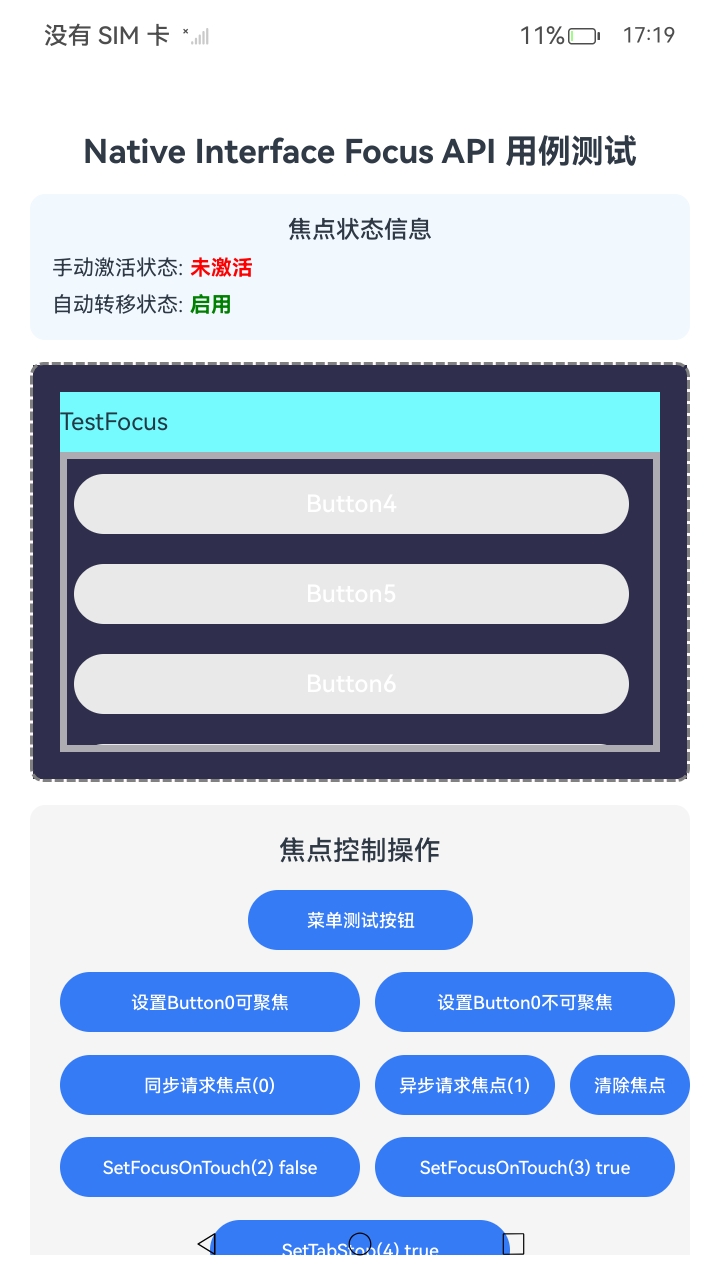 没有 SIM 卡
11%
17:19
Native Interface Focus API 用例测试
焦点状态信息
手动激活状态: 未激活
自动转移状态: 启用
TestFocus
Button4
Button5
Button6
焦点控制操作
菜单测试按钮
设置Button0可聚焦 设置Button0不可聚焦
同步请求焦点(0) 异步请求焦点(1) 清除焦点
SetFocusOnTouch(2) false SetFocusOnTouch(3) true
SetTabStop(4) true